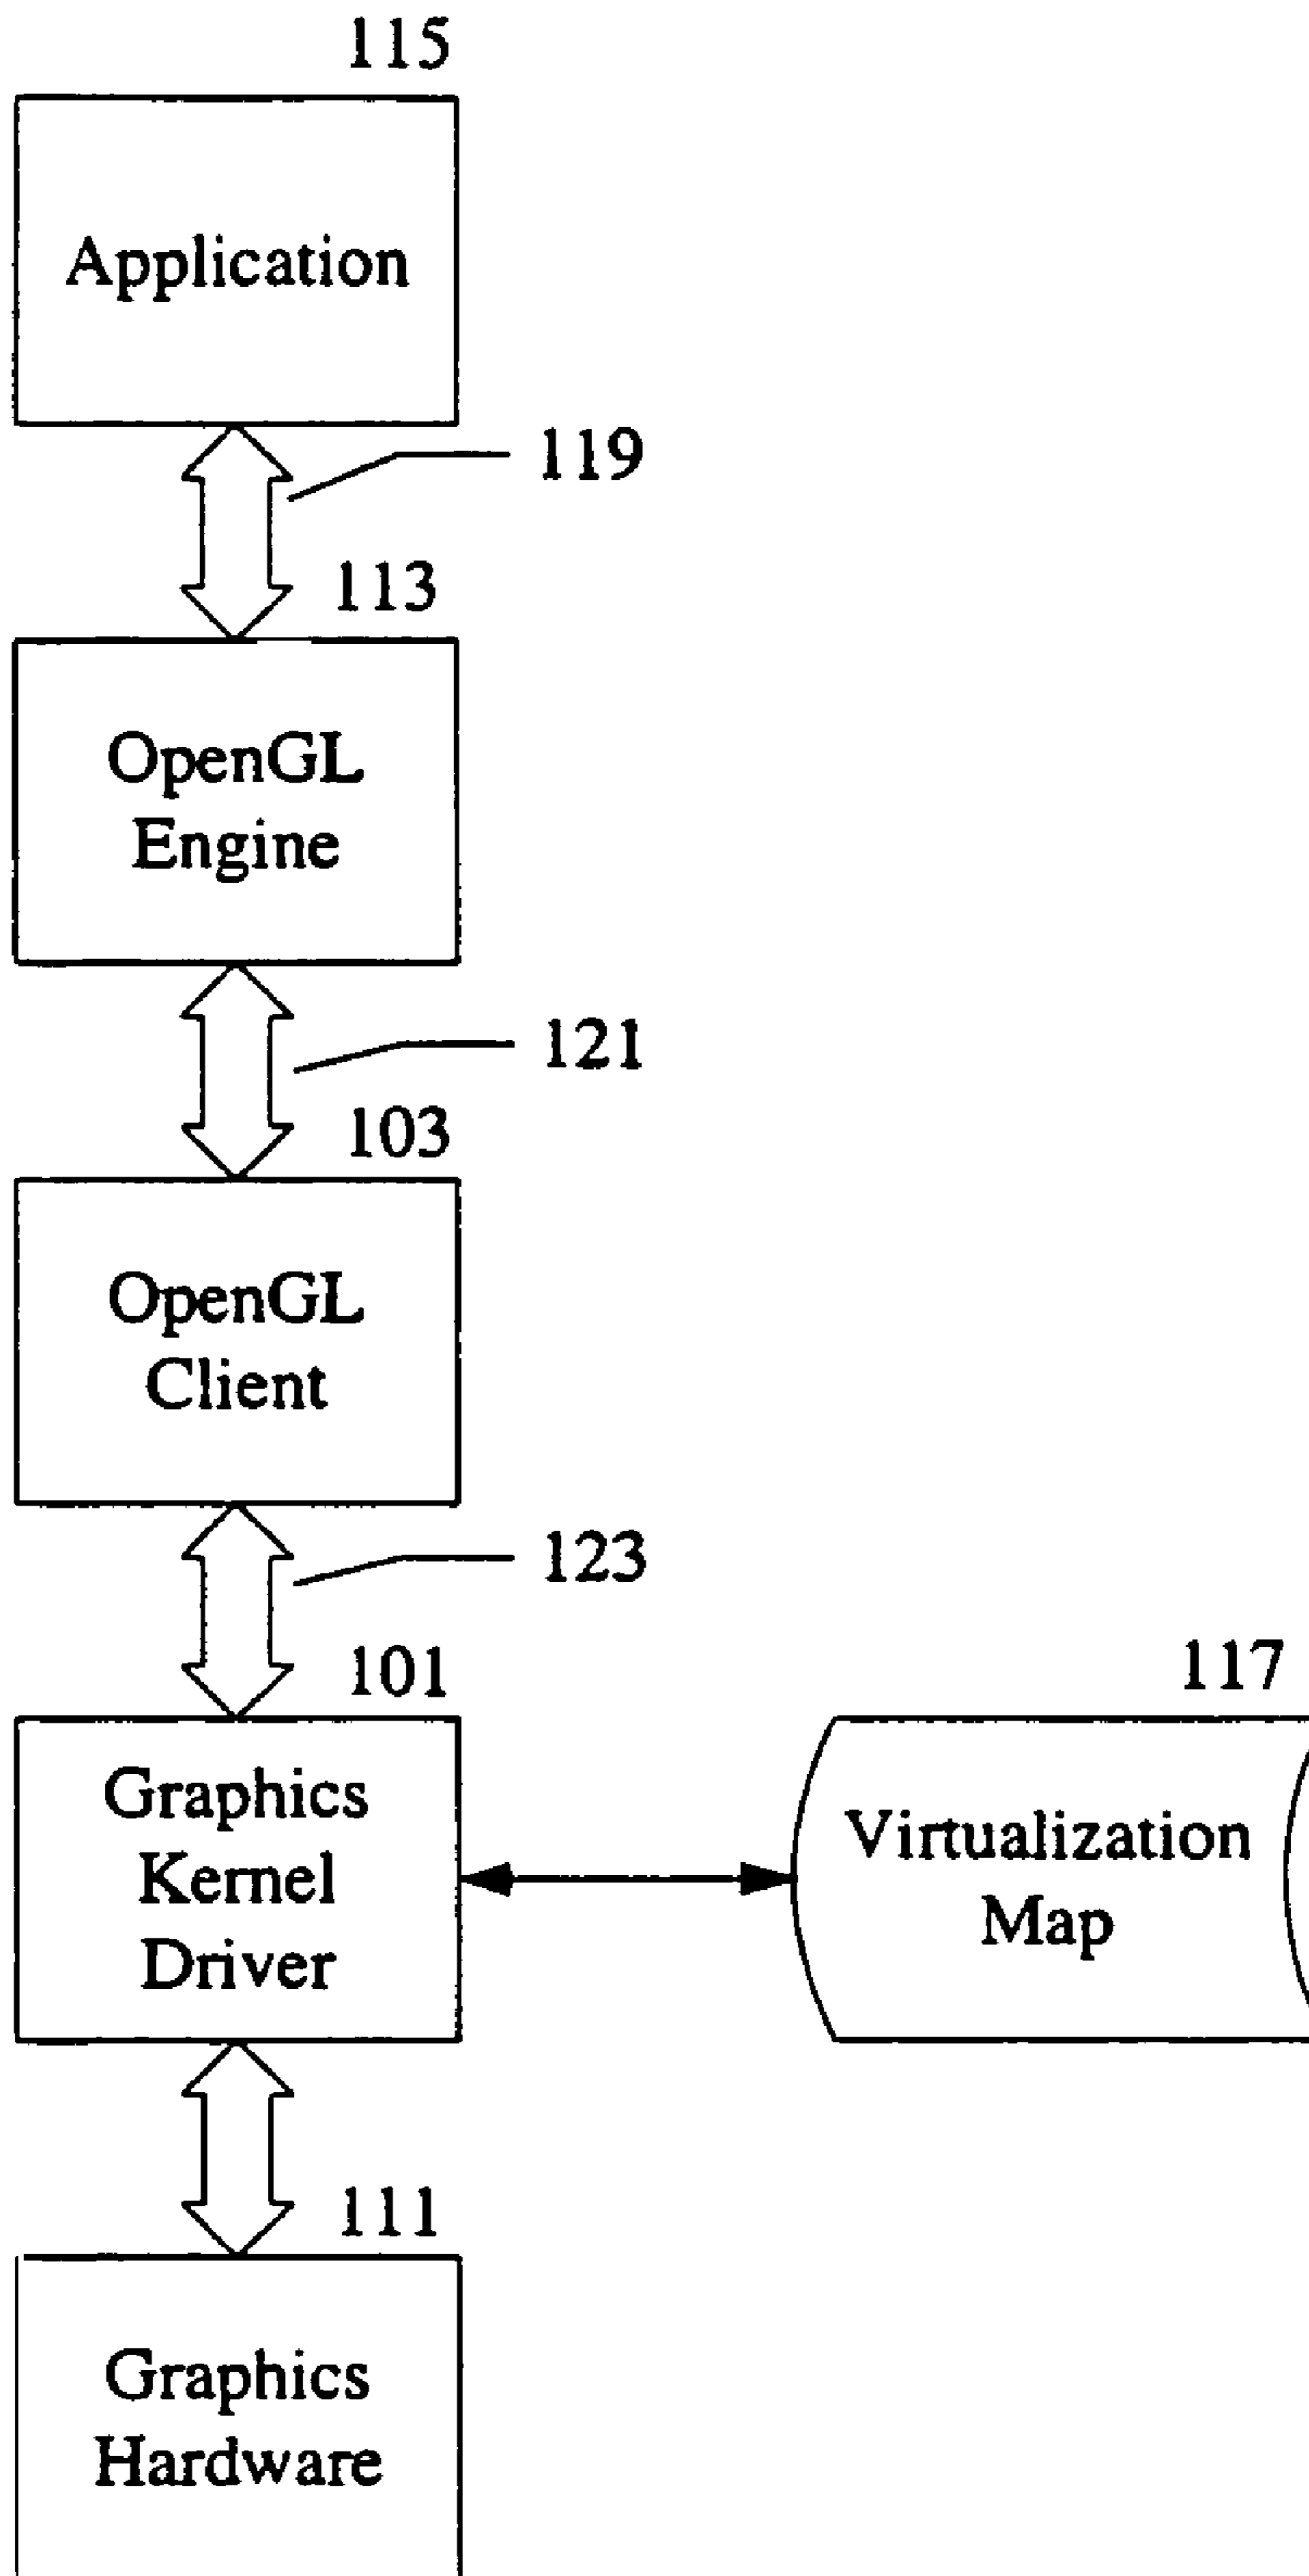 115
Application
119
113
OpenGL
Engine
121
103
OpenGL
Client
123
101
Graphics
Kernel
Driver
117
Virtualization
Map
111
Graphics
Hardware